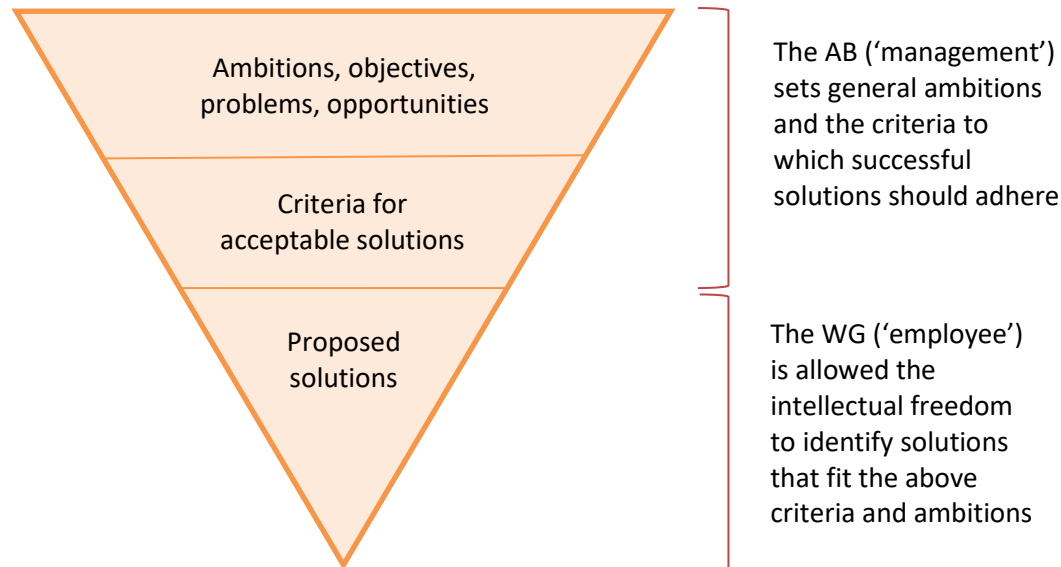 Ambitions, objectives,
problems, opportunities
Criteria for
acceptable solutions
Proposed
solutions
The AB (‘management’)
sets general ambitions
and the criteria to
which successful
solutions should adhere
The WG (‘employee’)
is allowed the
intellectual freedom
to identify solutions
that fit the above
criteria and ambitions